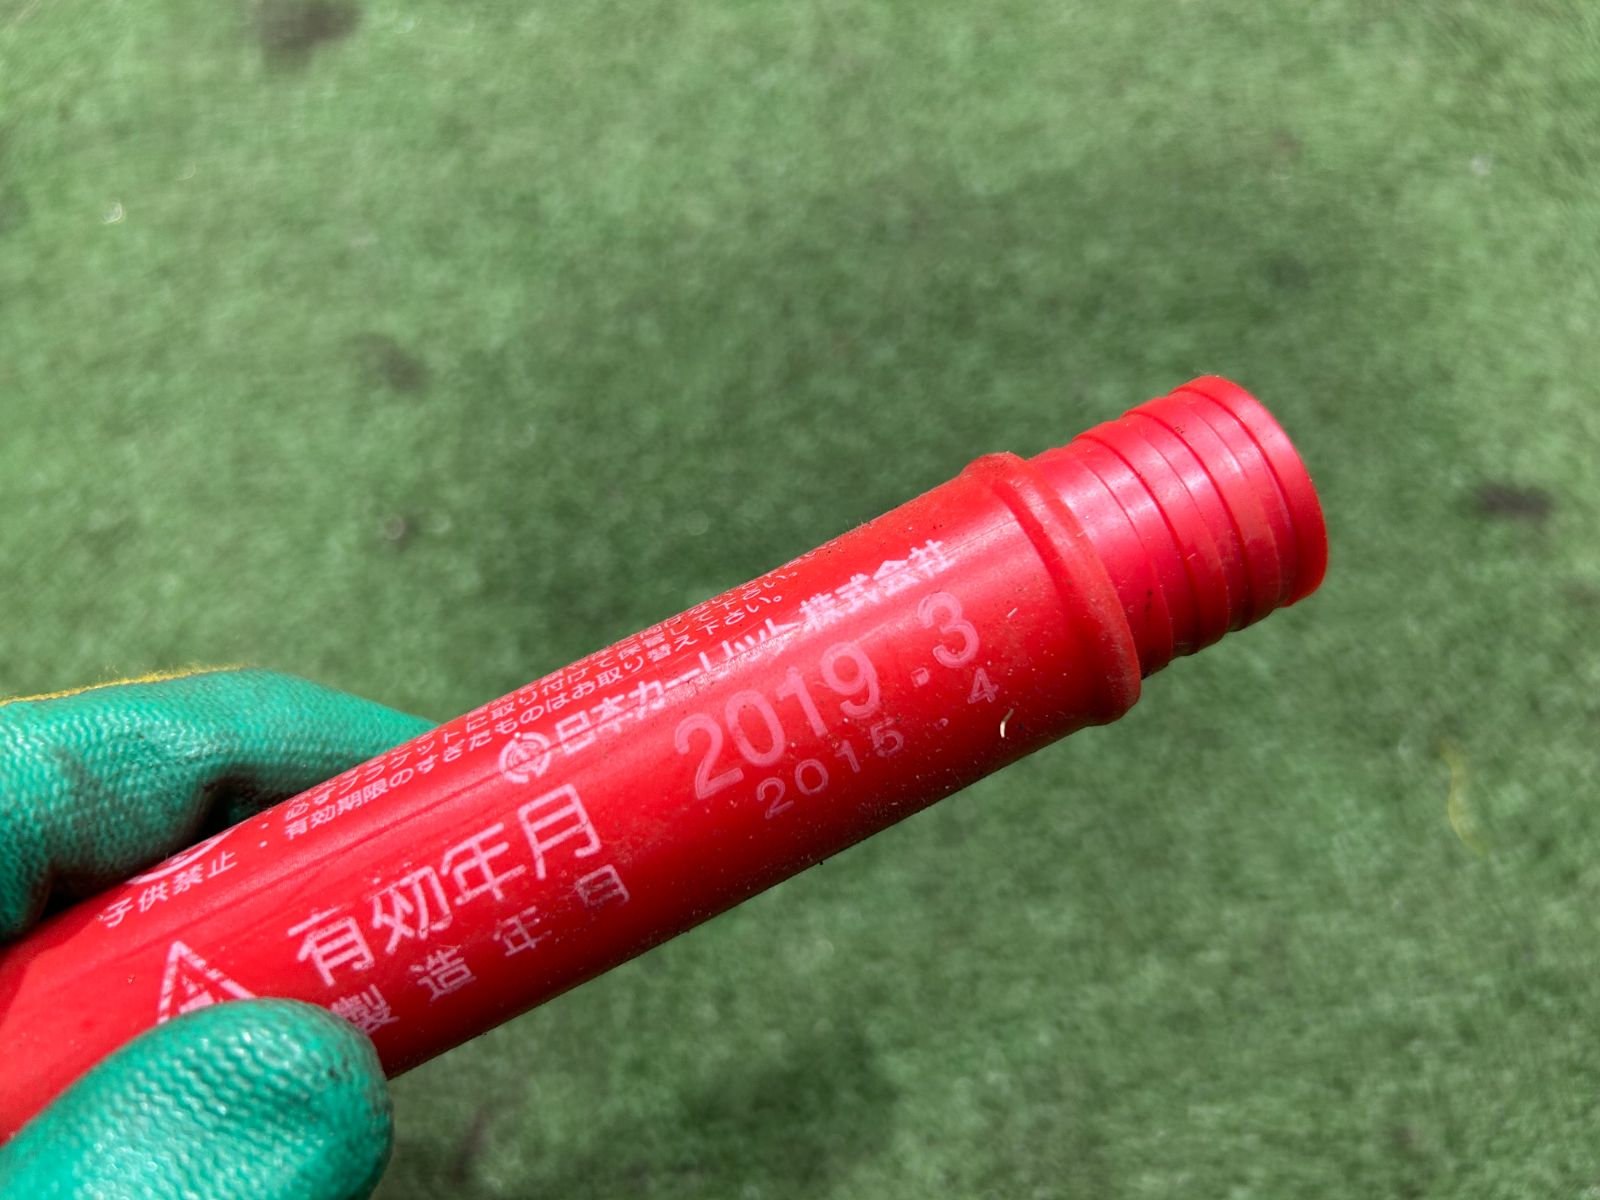 必ずブラケットに取り付けて保管して下さい。
・有効期限のすぎたものはお取り替え下さい。
子供禁止
日本カーリット株式会社
有効年月 2019.3
製造年月 2015.4